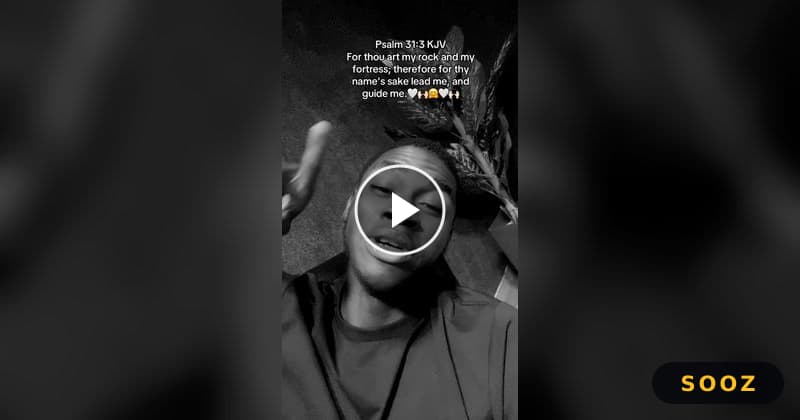 Psalm 31:3 KJV
For thou art my rock and my
fortress; therefore for thy
name's sake lead me, and
guide me.🤍🙌🏻🤗🤍🙌🏻
SOOZ